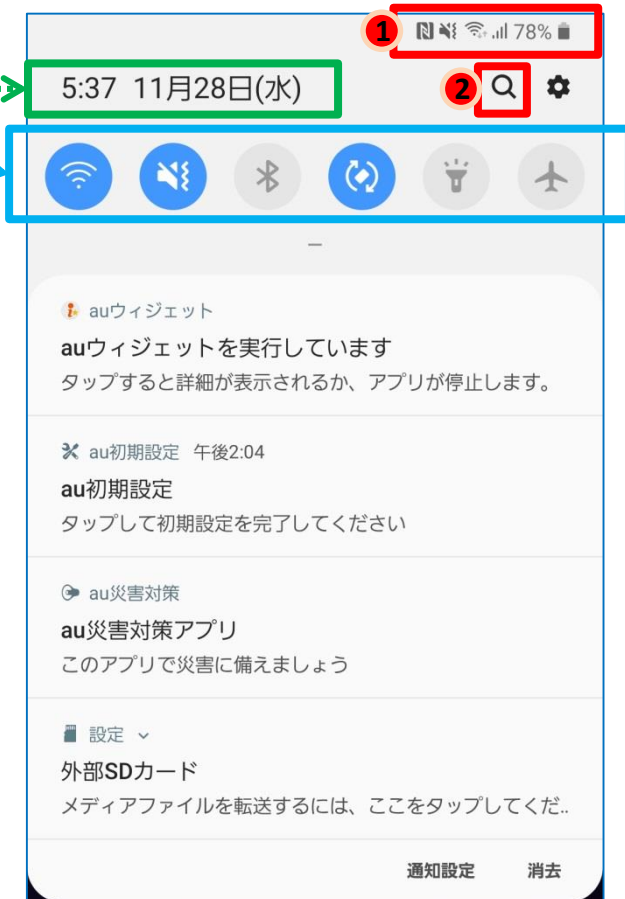 1
78%
5:37 11月28日(水)
2
auウィジェット
auウィジェットを実行しています
タップすると詳細が表示されるか、アプリが停止します。
au初期設定 午後2:04
au初期設定
タップして初期設定を完了してください
au災害対策
au災害対策アプリ
このアプリで災害に備えましょう
設定
外部SDカード
メディアファイルを転送するには、ここをタップしてくだ..
通知設定 消去